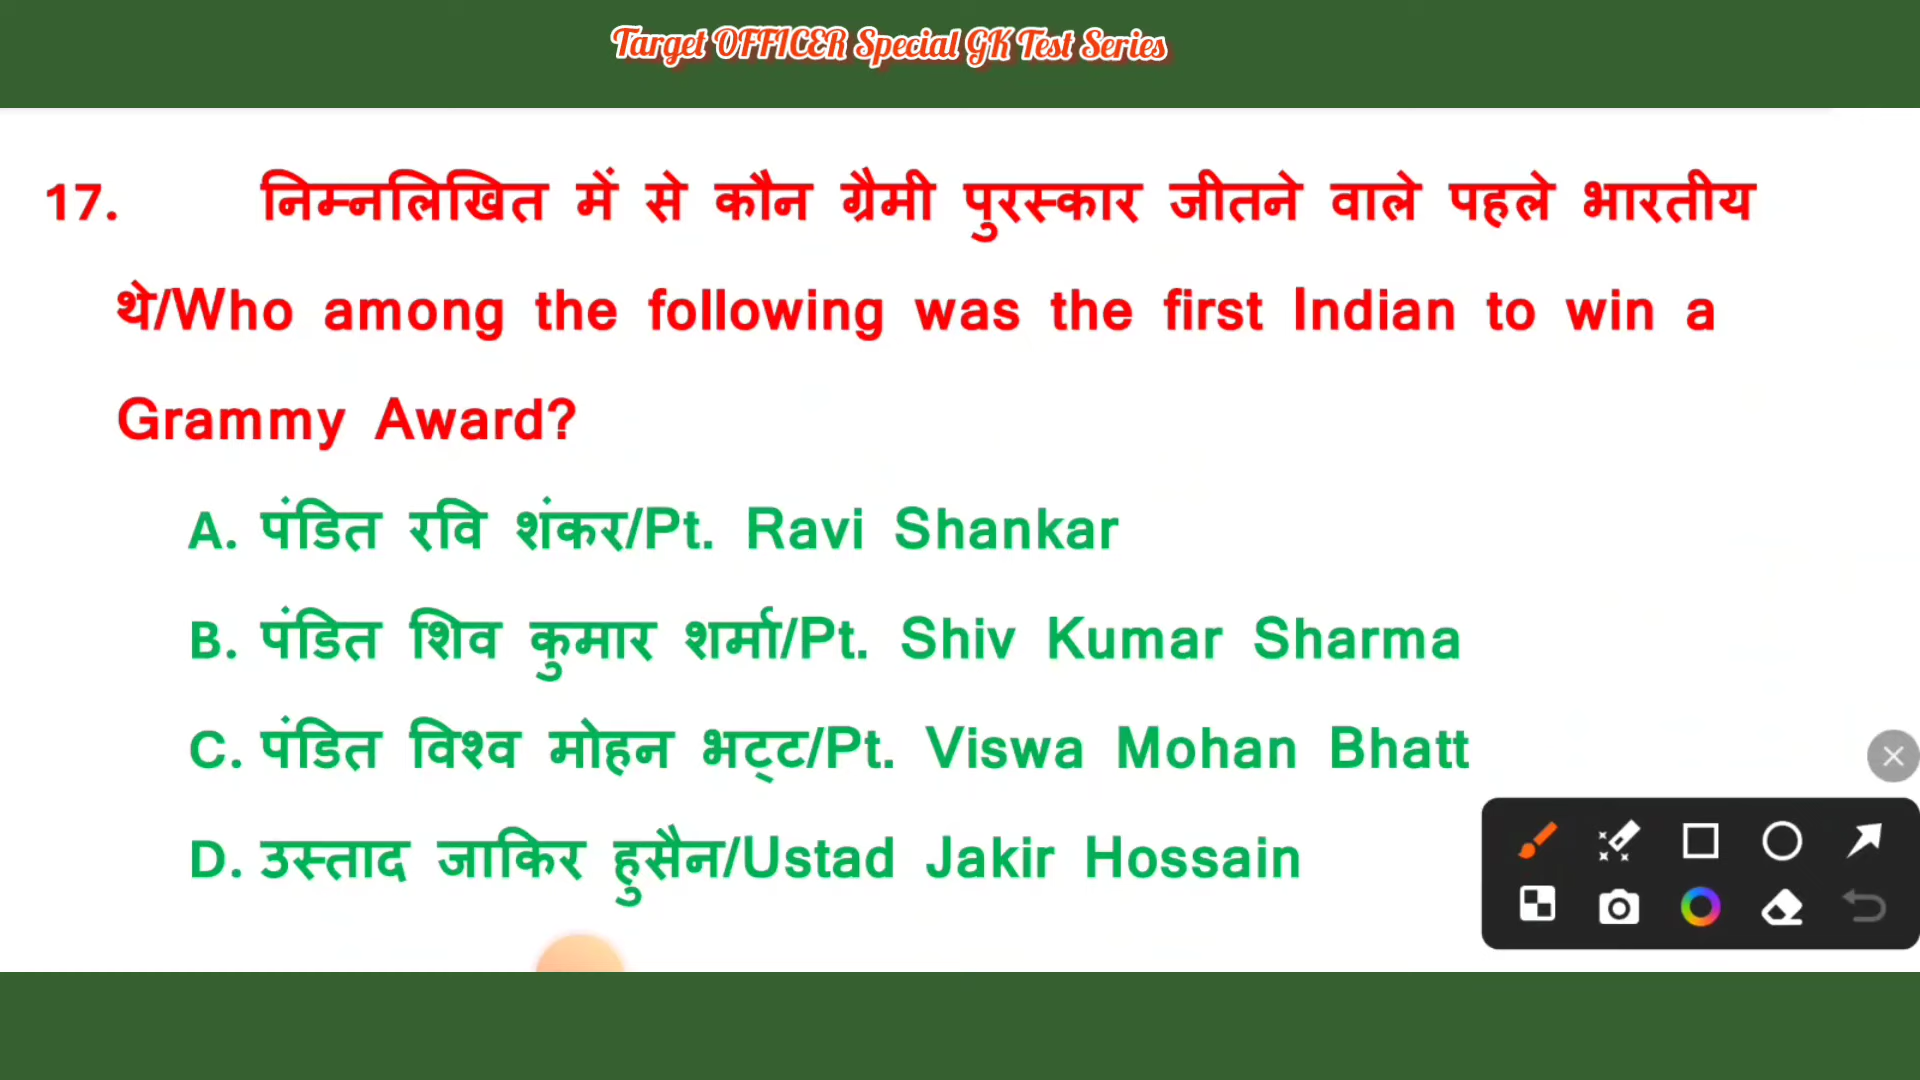 Target OFFICER Special GK Test Series
17. निम्नलिखित में से कौन ग्रैमी पुरस्कार जीतने वाले पहले भारतीय
थे/Who among the following was the first Indian to win a
Grammy Award?
A. पंडित रवि शंकर/Pt. Ravi Shankar
B. पंडित शिव कुमार शर्मा/Pt. Shiv Kumar Sharma
C. पंडित विश्व मोहन भट्ट/Pt. Viswa Mohan Bhatt
D. उस्ताद जाकिर हुसैन/Ustad Jakir Hossain